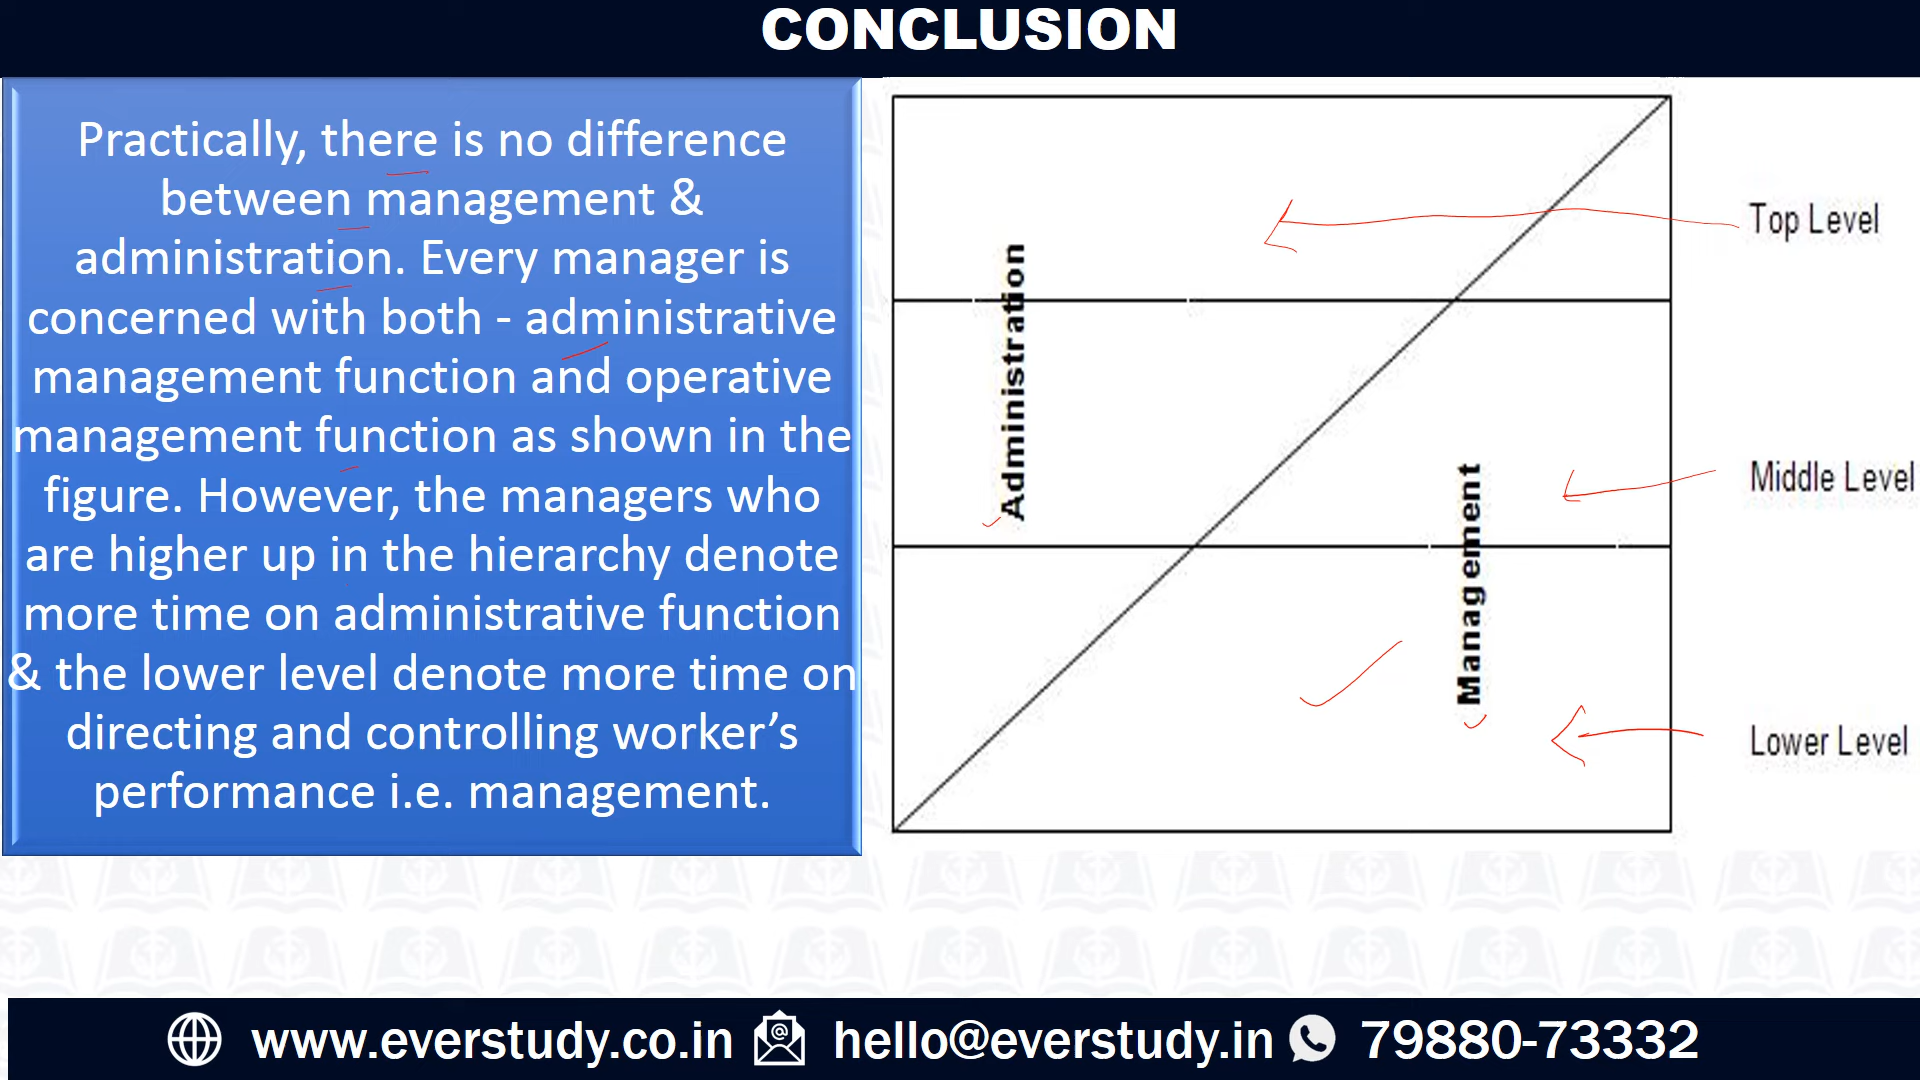 CONCLUSION
Practically, there is no difference
between management &
administration. Every manager is
concerned with both - administrative
management function and operative
management function as shown in the
figure. However, the managers who
are higher up in the hierarchy denote
more time on administrative function
& the lower level denote more time on
directing and controlling worker's
performance i.e. management.
Administration
Management
Top Level
Middle Level
Lower Level
www.everstudy.co.in hello@everstudy.in 79880-73332